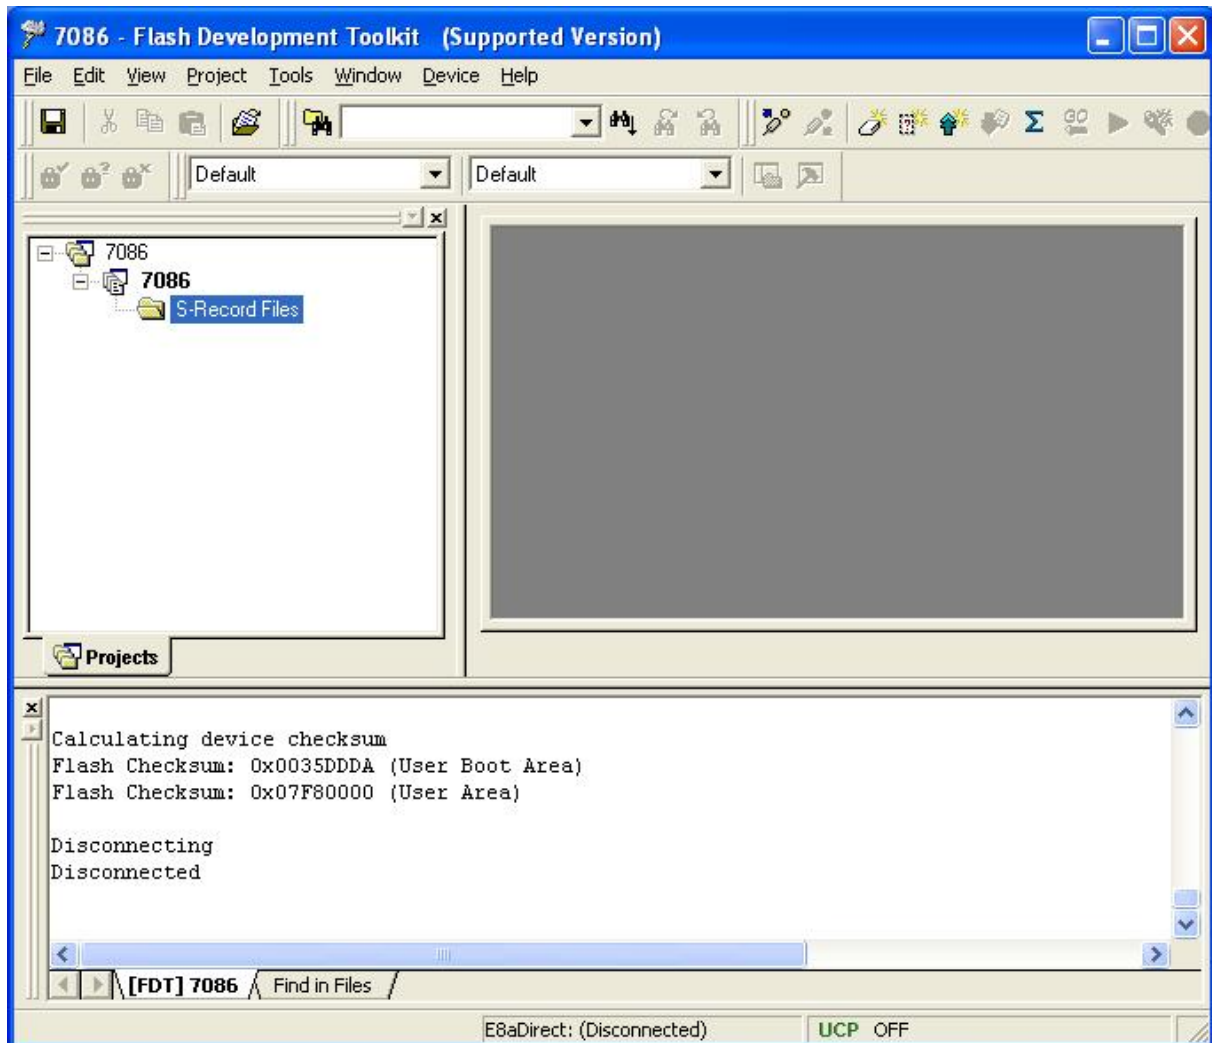 7086 - Flash Development Toolkit (Supported Version)
File Edit View Project Tools Window Device Help
GO
Default Default
7086
7086
S-Record Files
Projects
Calculating device checksum
Flash Checksum: 0x0035DDDA (User Boot Area)
Flash Checksum: 0x07F80000 (User Area)
Disconnecting
Disconnected
[FDT] 7086 Find in Files
E8aDirect: (Disconnected) UCP OFF